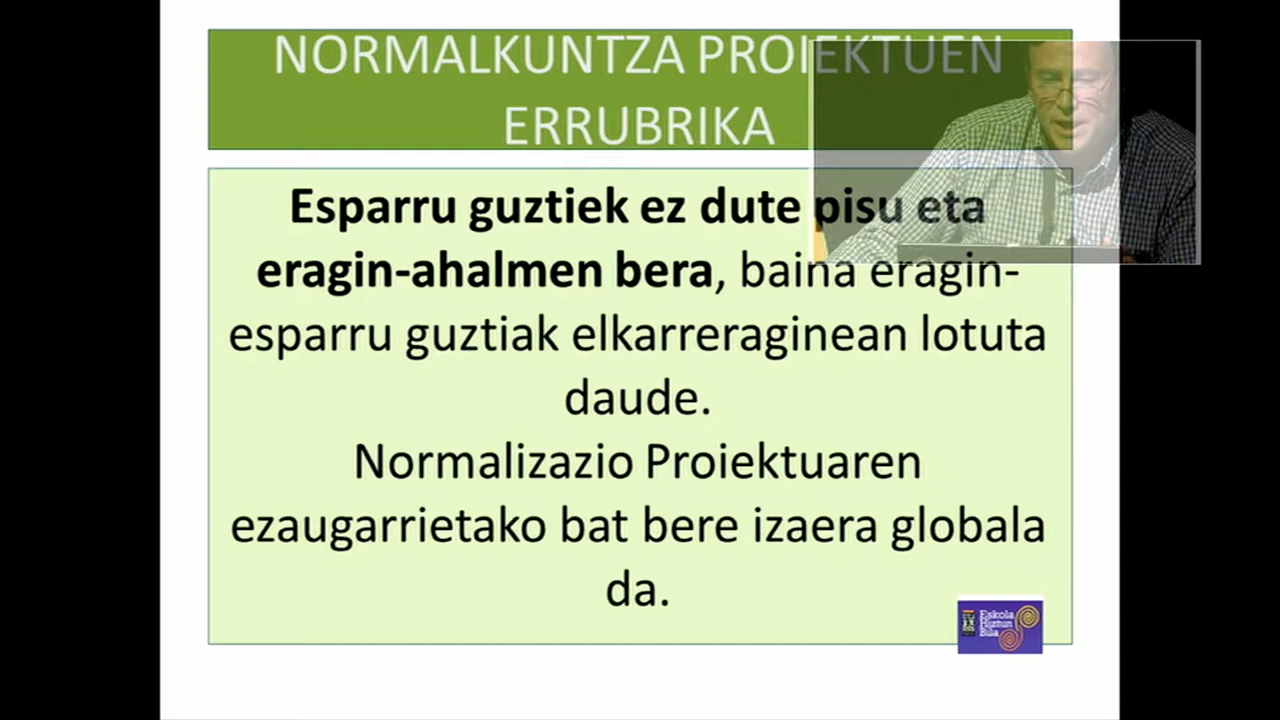 NORMALKUNTZA PROIEKTUEN
ERRUBRIKA
Esparru guztiek ez dute pisu eta
eragin-ahalmen bera, baina eragin-
esparru guztiak elkarreraginean lotuta
daude.
Normalizazio Proiektuaren
ezaugarrietako bat bere izaera globala
da.
Eskola
Hiztun
Bila